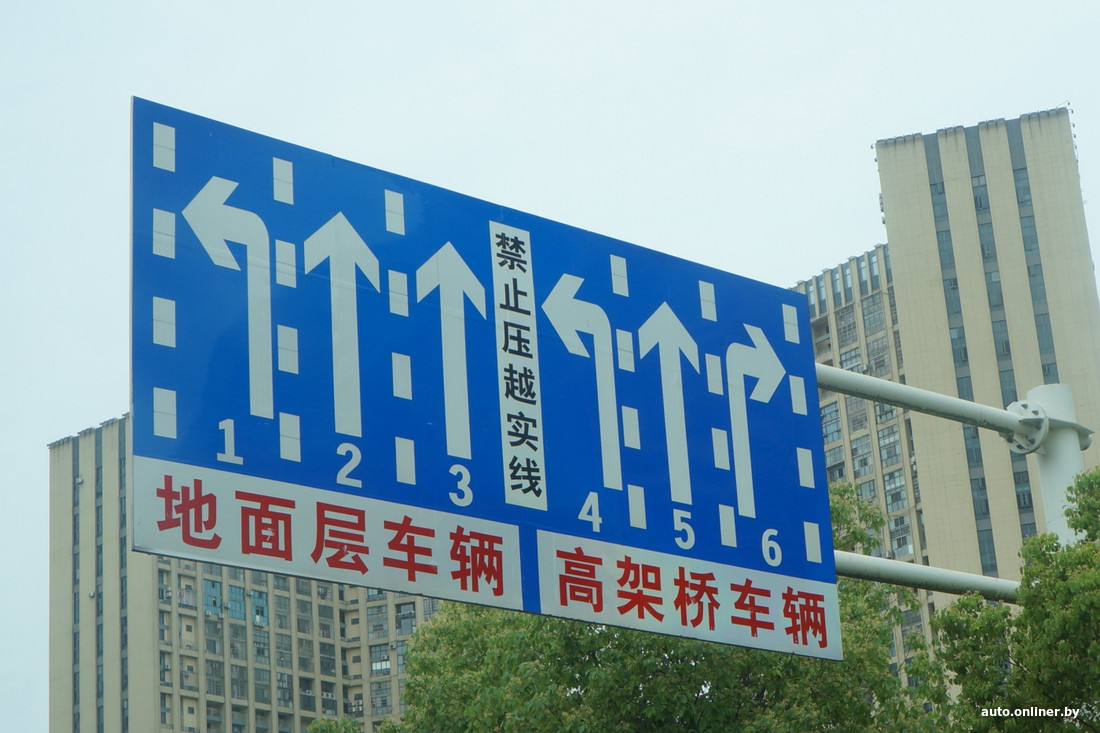 禁止压越实线
1 2 3 4 5 6
地面层车辆 高架桥车辆
auto.onliner.by